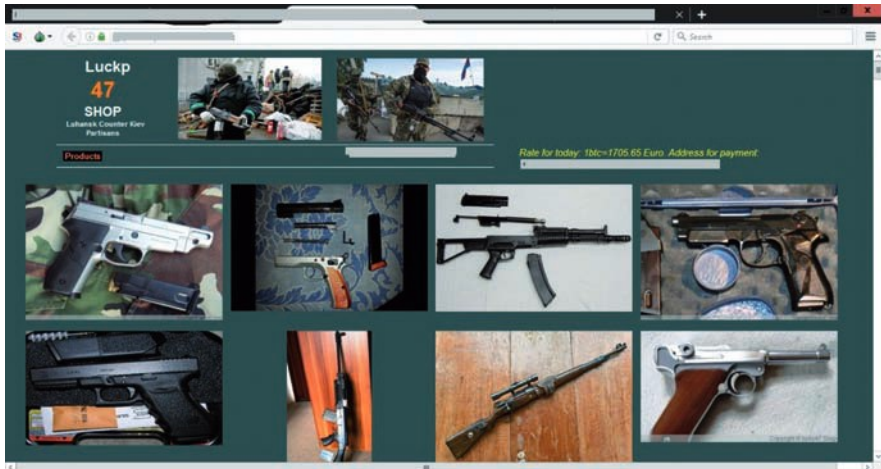 Search
Luckp
47
SHOP
Luhansk Counter Kiev
Partisans
Products
Rate for today: 1btc=1705.65 Euro Address for payment: